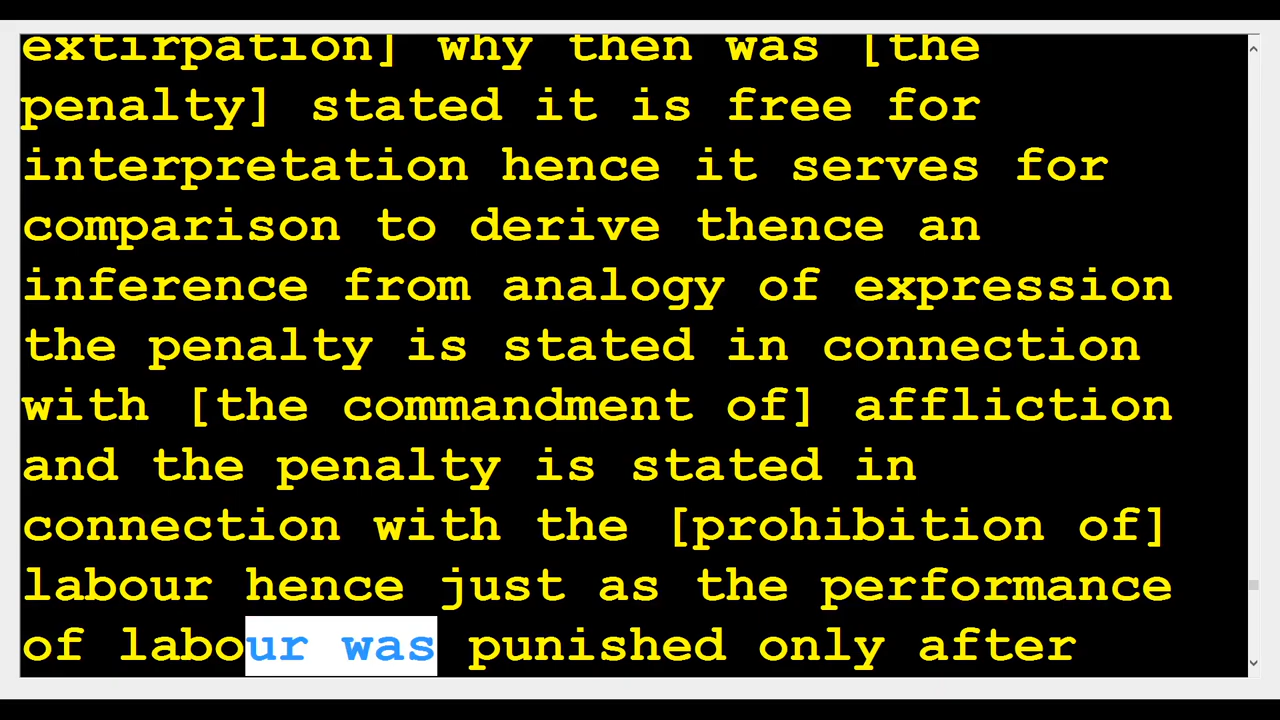 extirpation] why then was [the
penalty] stated it is free for
interpretation hence it serves for
comparison to derive thence an
inference from analogy of expression
the penalty is stated in connection
with [the commandment of] affliction
and the penalty is stated in
connection with the [prohibition of]
labour hence just as the performance
of labour was punished only after